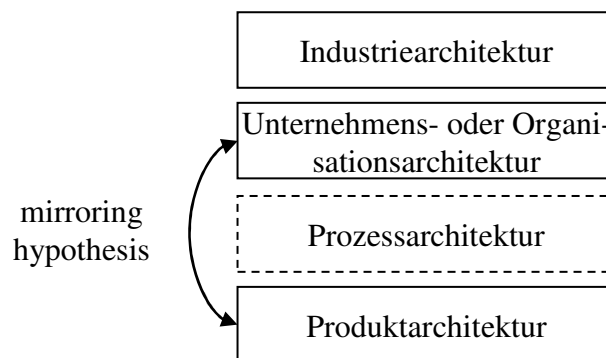 Industriearchitektur
Unternehmens- oder Organi-
sationsarchitektur
mirroring
hypothesis
Prozessarchitektur
Produktarchitektur